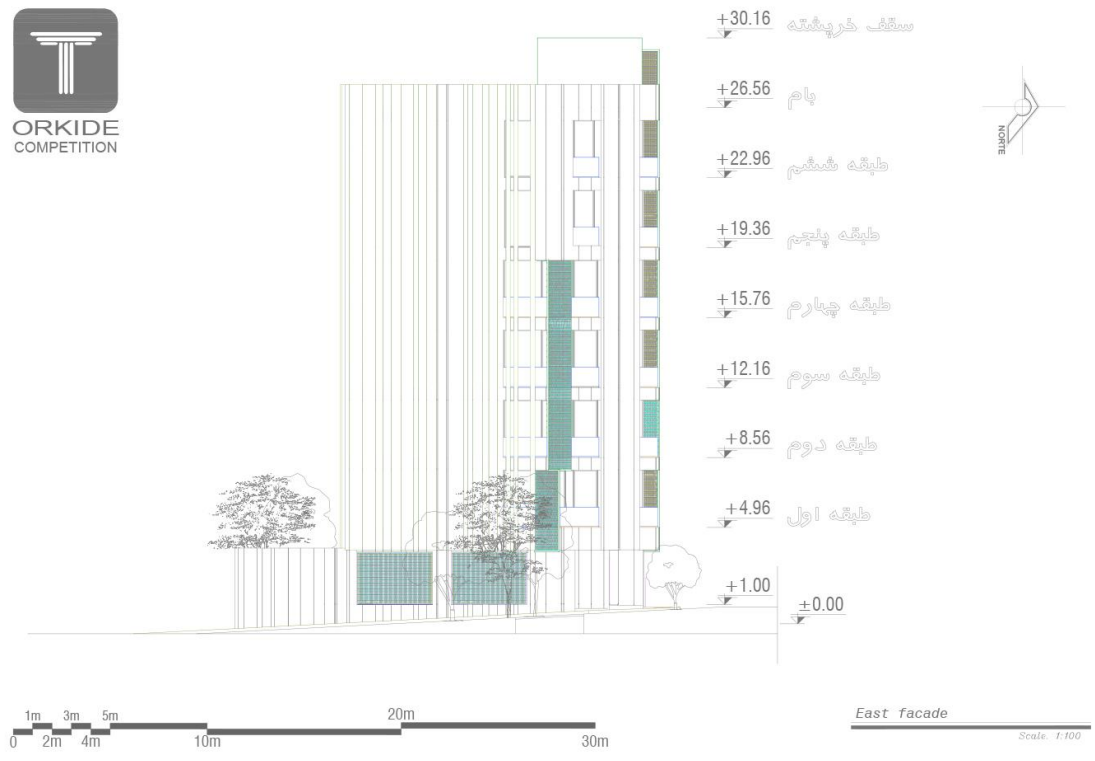 ORKIDE
COMPETITION
+30.16 سقف خرپشته
+26.56 بام
+22.96 طبقه ششم
+19.36 طبقه پنجم
+15.76 طبقه چهارم
+12.16 طبقه سوم
+8.56 طبقه دوم
+4.96 طبقه اول
+1.00
±0.00
NORTE
1m 3m 5m 20m
0 2m 4m 10m 30m
East facade
Scale. 1:100